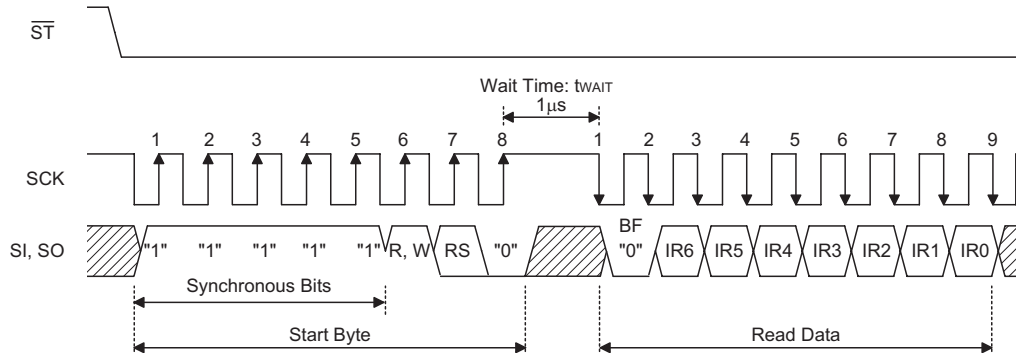 ST
Wait Time: tWAIT
1μs
1 2 3 4 5 6 7 8 1 2 3 4 5 6 7 8 9
SCK
BF
SI, SO "1" "1" "1" "1" "1" R, W RS "0" "0" IR6 IR5 IR4 IR3 IR2 IR1 IR0
Synchronous Bits
Start Byte Read Data